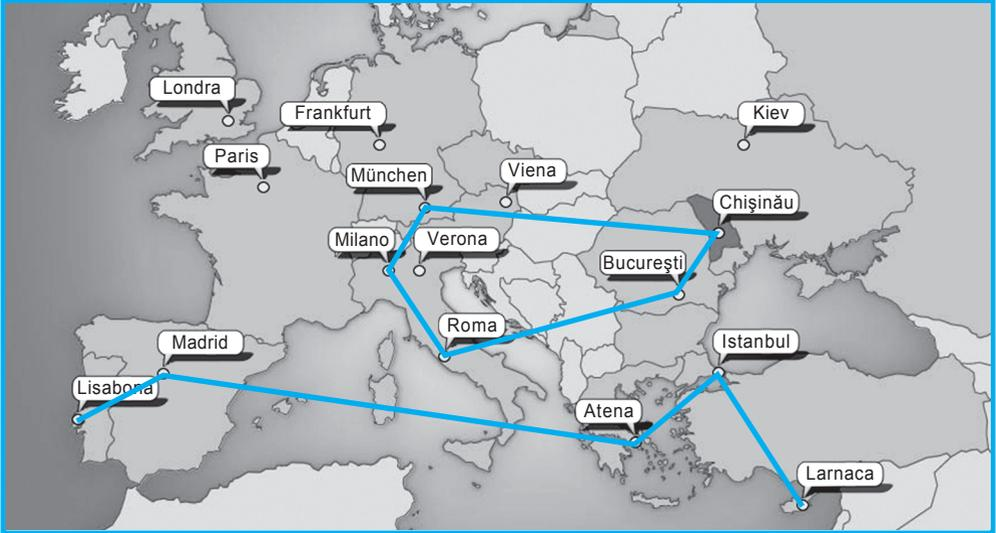 Londra
Frankfurt
Kiev
Paris
München
Viena
Chişinău
Milano
Verona
Bucureşti
Roma
Madrid
Istanbul
Lisabona
Atena
Larnaca